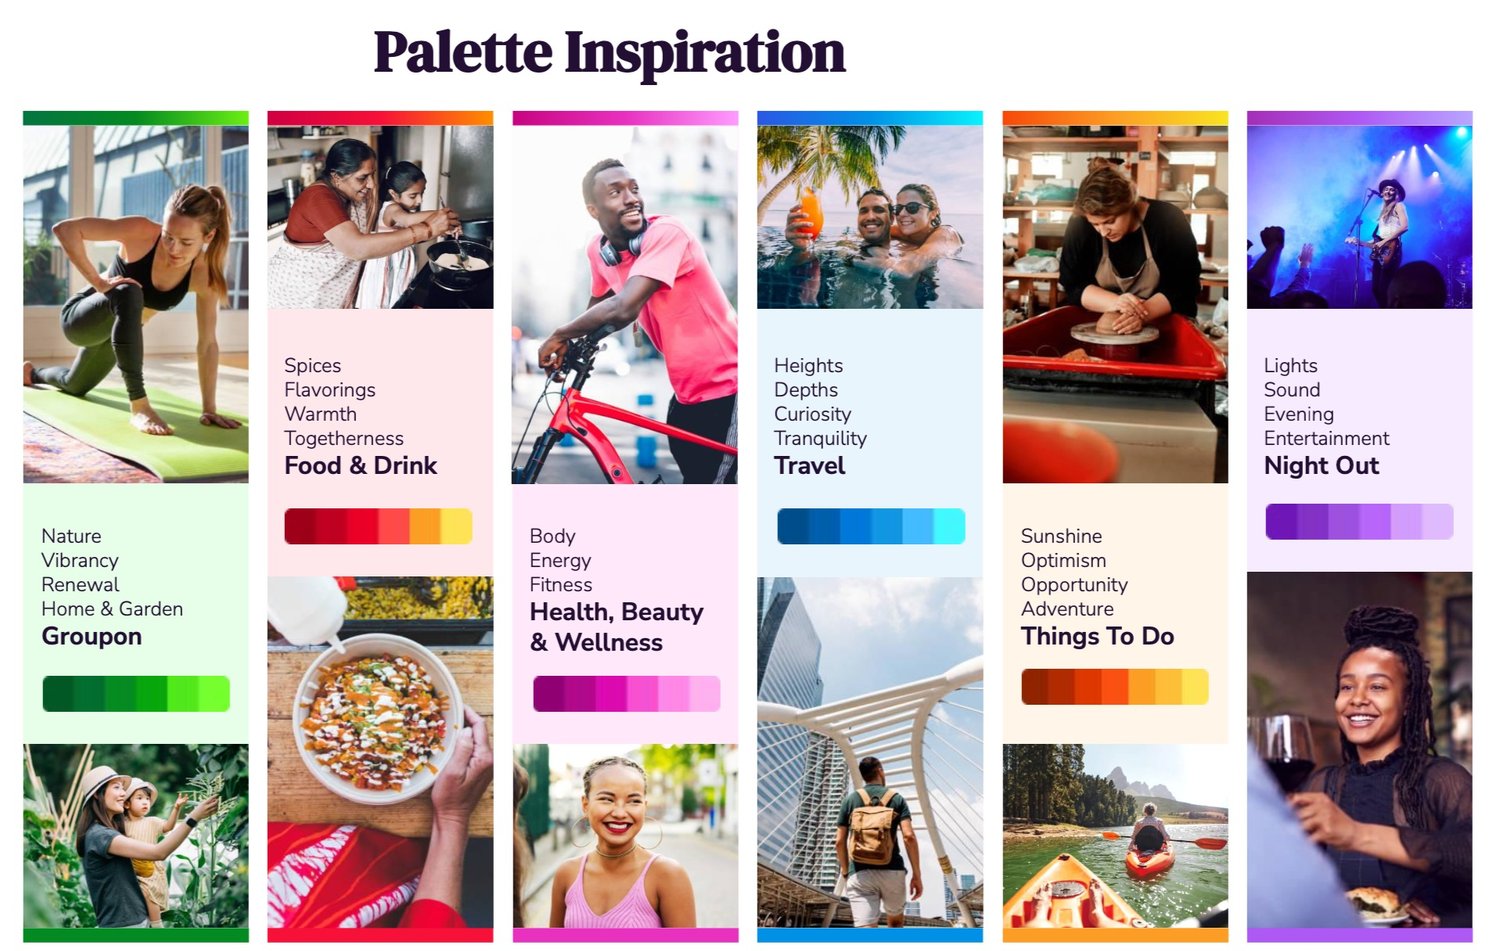 Palette Inspiration
Nature
Vibrancy
Renewal
Home & Garden
Groupon
Spices
Flavorings
Warmth
Togetherness
Food & Drink
Body
Energy
Fitness
Health, Beauty
& Wellness
Heights
Depths
Curiosity
Tranquility
Travel
Sunshine
Optimism
Opportunity
Adventure
Things To Do
Lights
Sound
Evening
Entertainment
Night Out